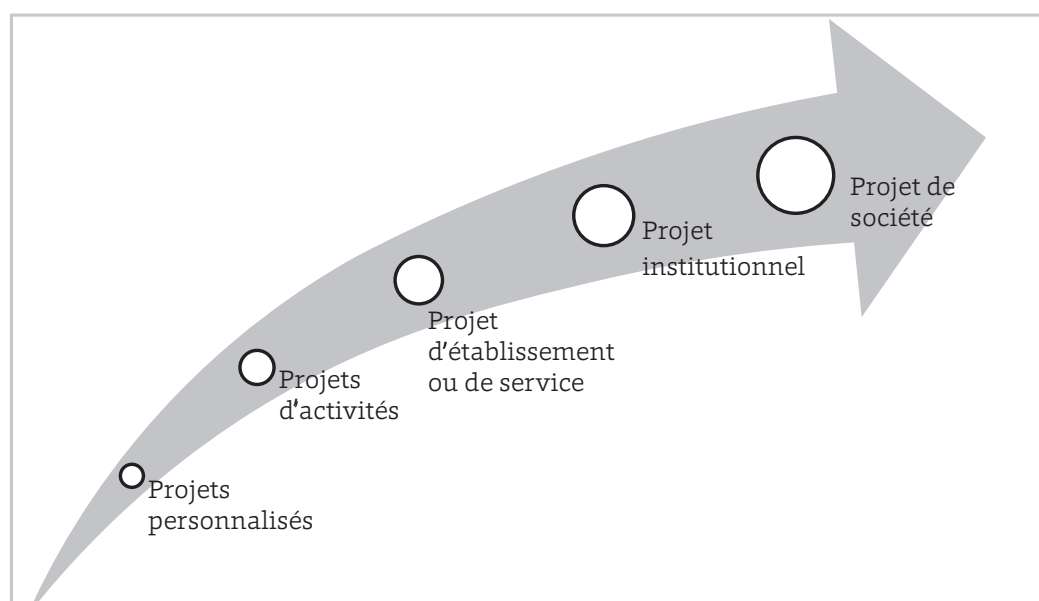 Projet de
société
Projet
institutionnel
Projet
d'établissement
ou de service
Projets
d'activités
Projets
personnalisés